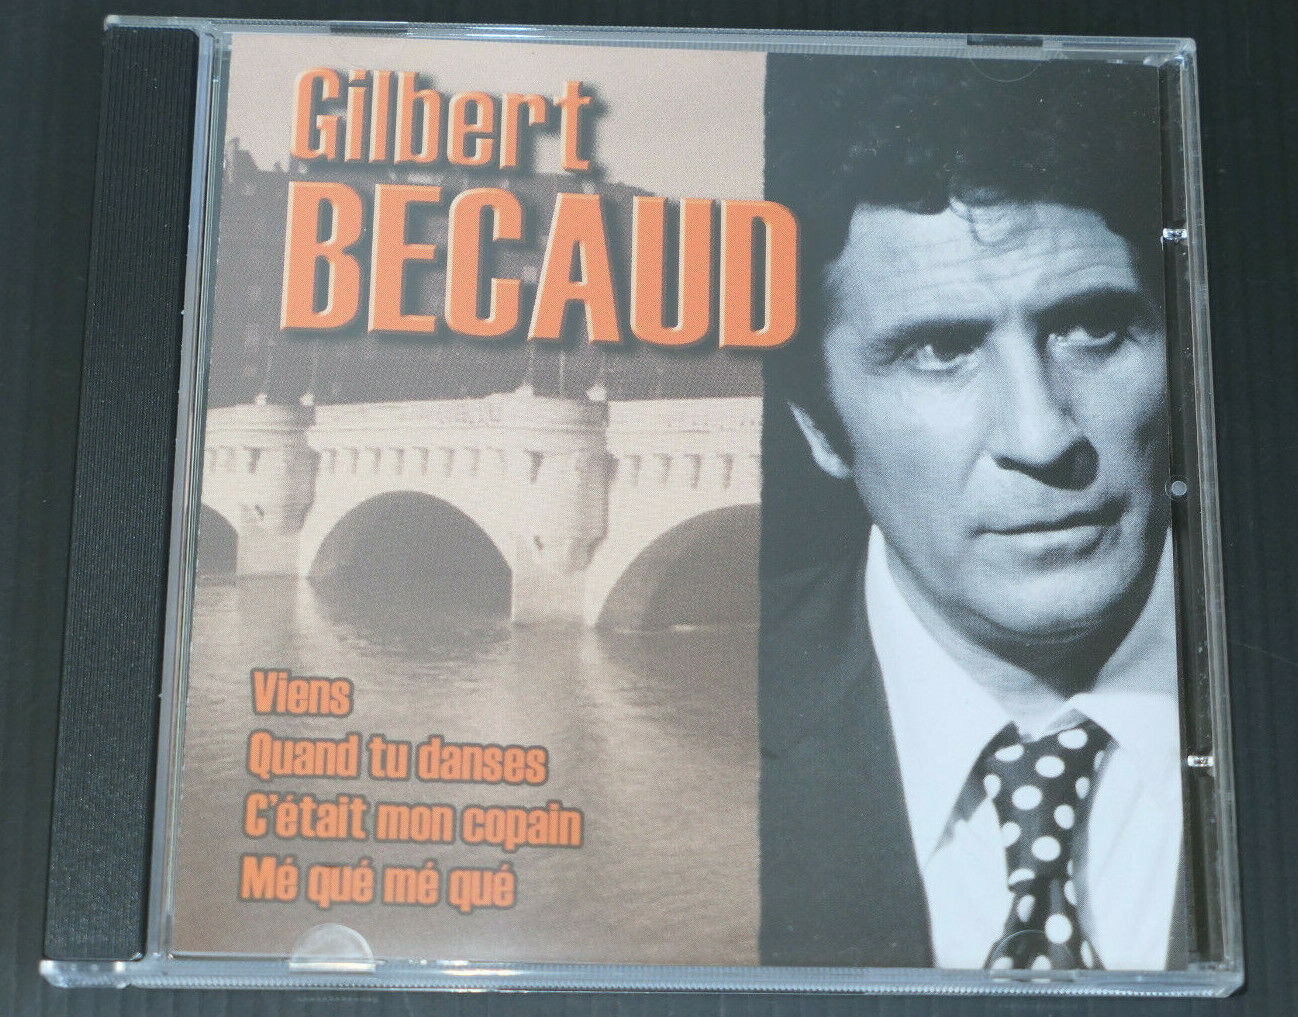 Gilbert
BECAUD
Viens
Quand tu danses
C'était mon copain
Mé qué mé qué